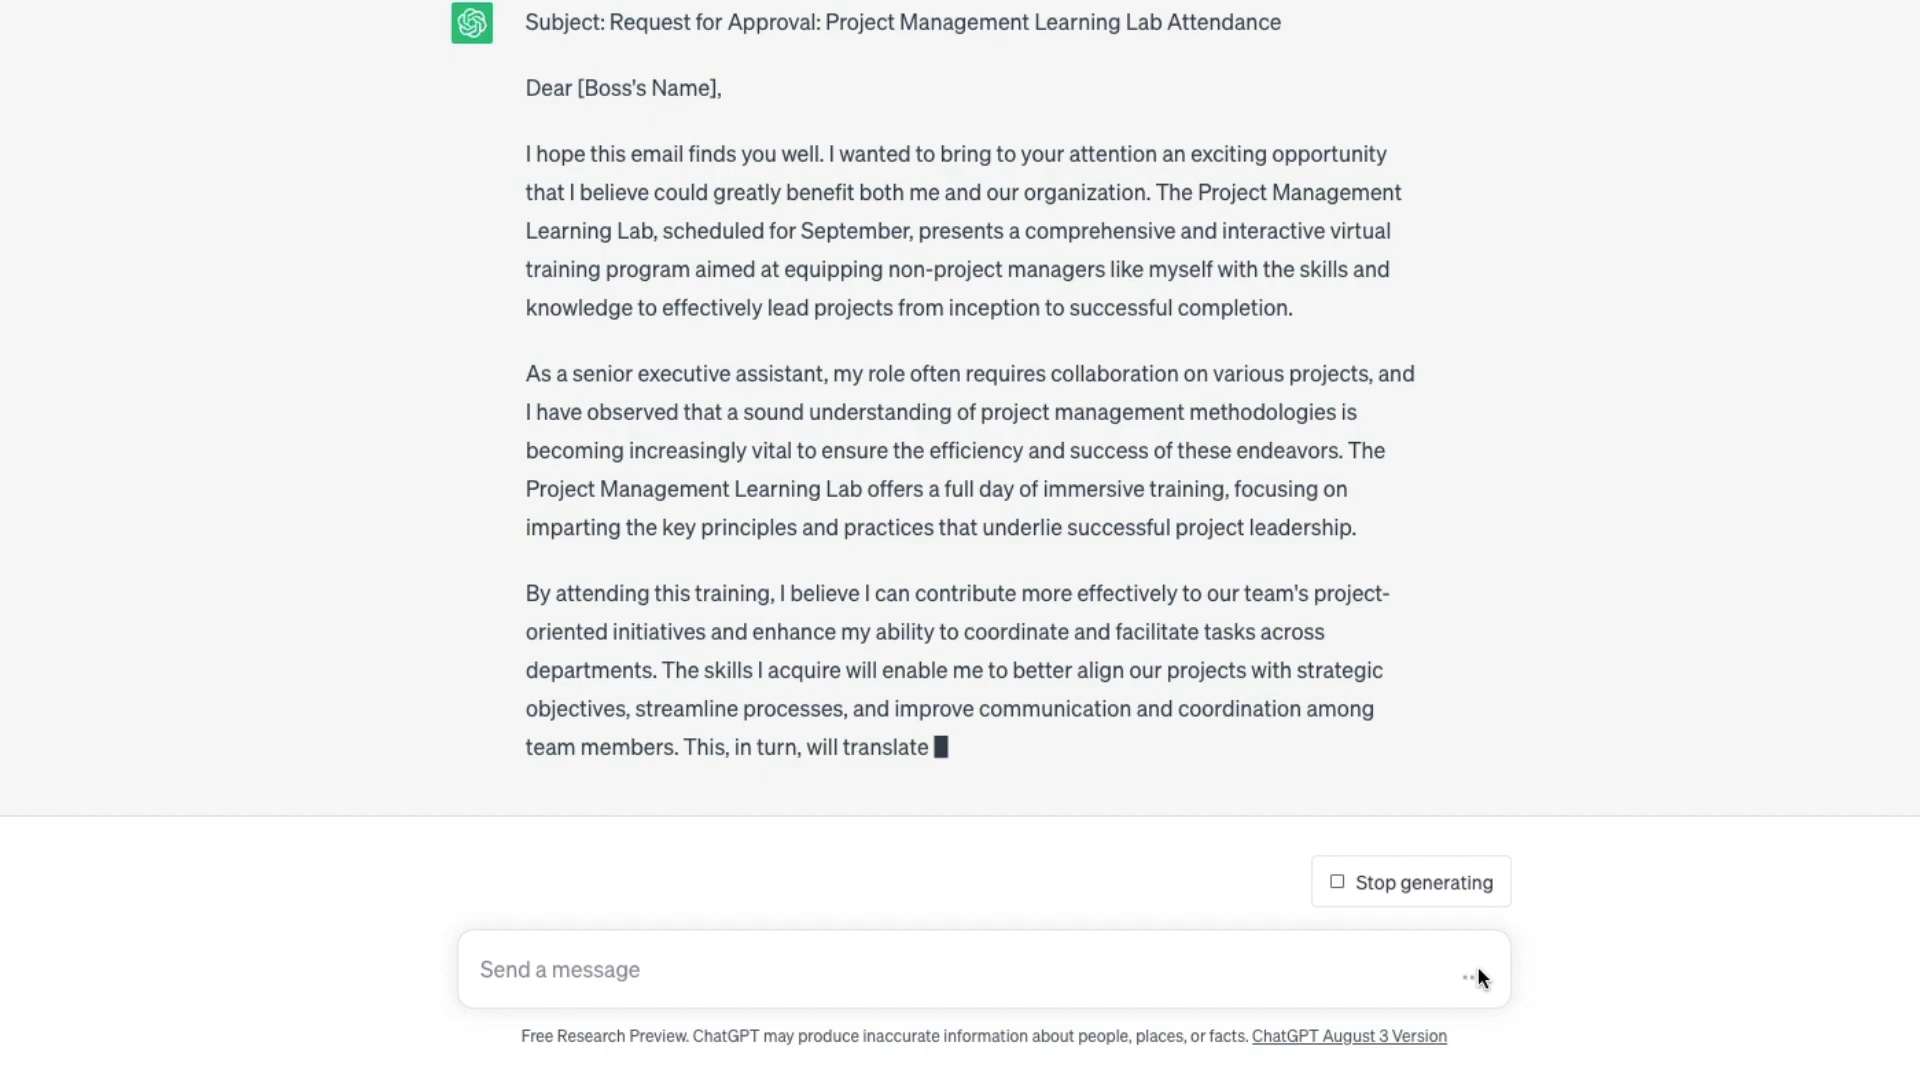 Subject: Request for Approval: Project Management Learning Lab Attendance
Dear [Boss's Name],
I hope this email finds you well. I wanted to bring to your attention an exciting opportunity
that I believe could greatly benefit both me and our organization. The Project Management
Learning Lab, scheduled for September, presents a comprehensive and interactive virtual
training program aimed at equipping non-project managers like myself with the skills and
knowledge to effectively lead projects from inception to successful completion.
As a senior executive assistant, my role often requires collaboration on various projects, and
I have observed that a sound understanding of project management methodologies is
becoming increasingly vital to ensure the efficiency and success of these endeavors. The
Project Management Learning Lab offers a full day of immersive training, focusing on
imparting the key principles and practices that underlie successful project leadership.
By attending this training, I believe I can contribute more effectively to our team's project-
oriented initiatives and enhance my ability to coordinate and facilitate tasks across
departments. The skills I acquire will enable me to better align our projects with strategic
objectives, streamline processes, and improve communication and coordination among
team members. This, in turn, will translate
Stop generating
Send a message
Free Research Preview. ChatGPT may produce inaccurate information about people, places, or facts. ChatGPT August 3 Version